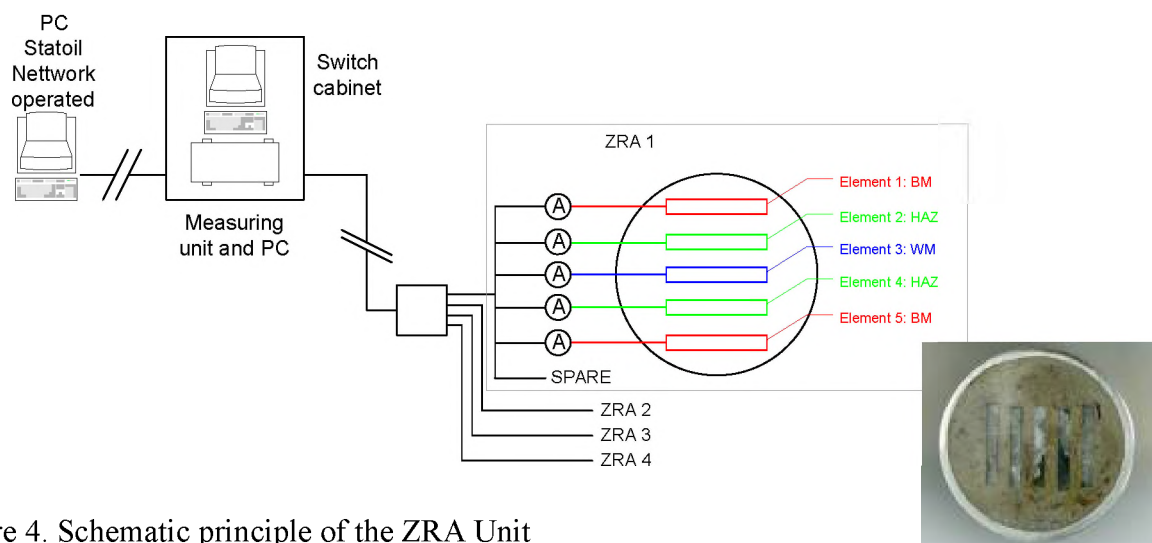 PC
Statoil
Nettwork
operated
Switch
cabinet
Measuring
unit and PC
ZRA 1
A
Element 1: BM
A
Element 2: HAZ
A
Element 3: WM
A
Element 4: HAZ
A
Element 5: BM
SPARE
ZRA 2
ZRA 3
ZRA 4
re 4. Schematic principle of the ZRA Unit